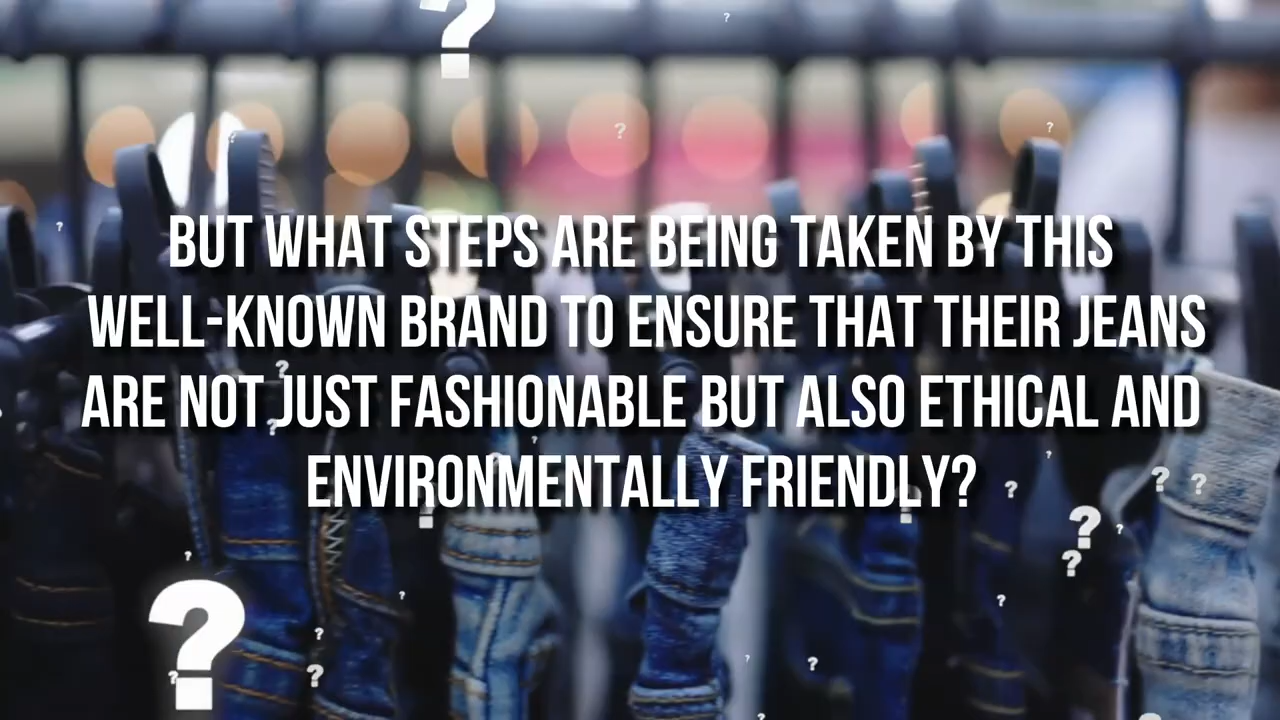 BUT WHAT STEPS ARE BEING TAKEN BY THIS
WELL-KNOWN BRAND TO ENSURE THAT THEIR JEANS
ARE NOT JUST FASHIONABLE BUT ALSO ETHICAL AND
ENVIRONMENTALLY FRIENDLY?